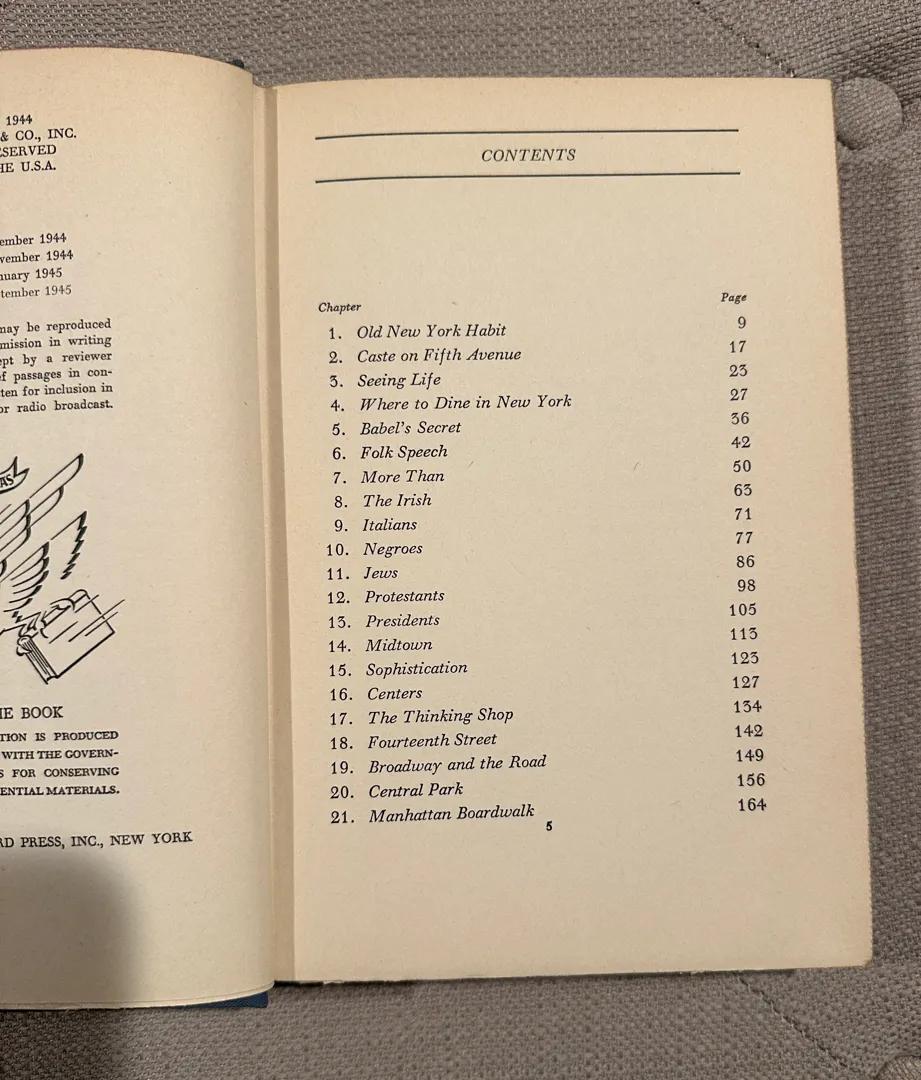 1944
& CO., INC.
ESERVED
HE U.S.A.
ember 1944
vember 1944
nuary 1945
tember 1945
may be reproduced
mission in writing
ept by a reviewer
of passages in con-
ten for inclusion in
or radio broadcast.
AS
HE BOOK
TION IS PRODUCED
WITH THE GOVERN-
S FOR CONSERVING
ENTIAL MATERIALS.
RD PRESS, INC., NEW YORK
CONTENTS
Chapter Page
1. Old New York Habit 9
2. Caste on Fifth Avenue 17
3. Seeing Life 23
4. Where to Dine in New York 27
5. Babel's Secret 36
6. Folk Speech 42
7. More Than 50
8. The Irish 63
9. Italians 71
10. Negroes 77
11. Jews 86
12. Protestants 98
13. Presidents 105
14. Midtown 113
15. Sophistication 123
16. Centers 127
17. The Thinking Shop 134
18. Fourteenth Street 142
19. Broadway and the Road 149
20. Central Park 156
21. Manhattan Boardwalk 164
5